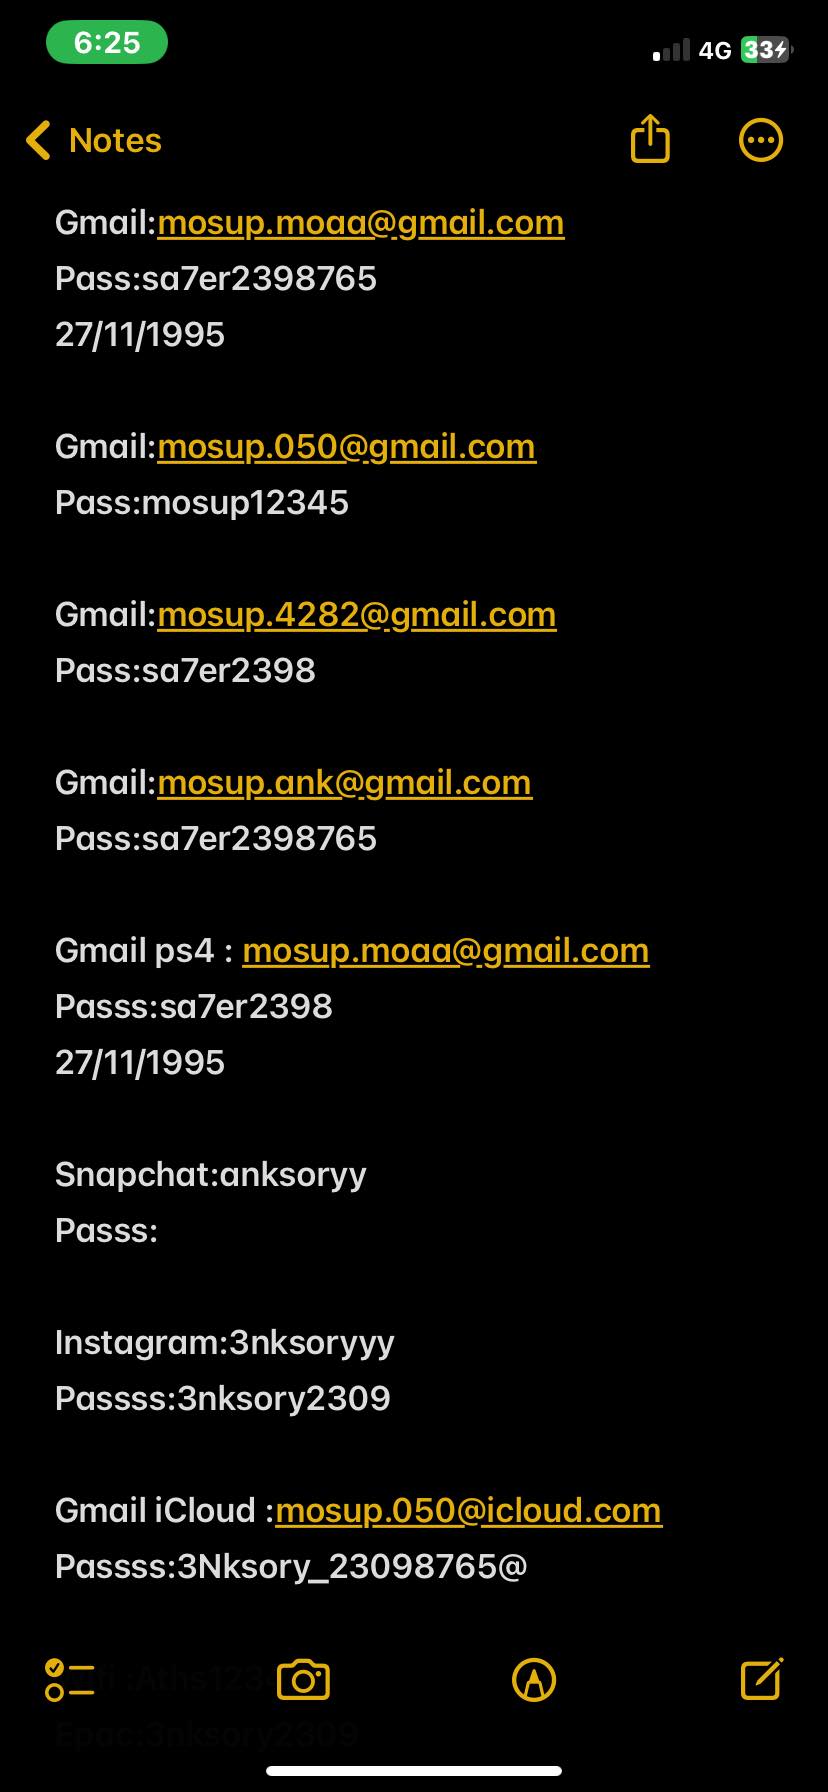 6:25
4G 33
Notes
Gmail:mosup.moaa@gmail.com
Pass:sa7er2398765
27/11/1995
Gmail:mosup.050@gmail.com
Pass:mosup12345
Gmail:mosup.4282@gmail.com
Pass:sa7er2398
Gmail:mosup.ank@gmail.com
Pass:sa7er2398765
Gmail ps4 : mosup.moaa@gmail.com
Passs:sa7er2398
27/11/1995
Snapchat:anksoryy
Passs:
Instagram:3nksoryyy
Passss:3nksory2309
Gmail iCloud :mosup.050@icloud.com
Passss:3Nksory_23098765@
Epac:3nksory2309